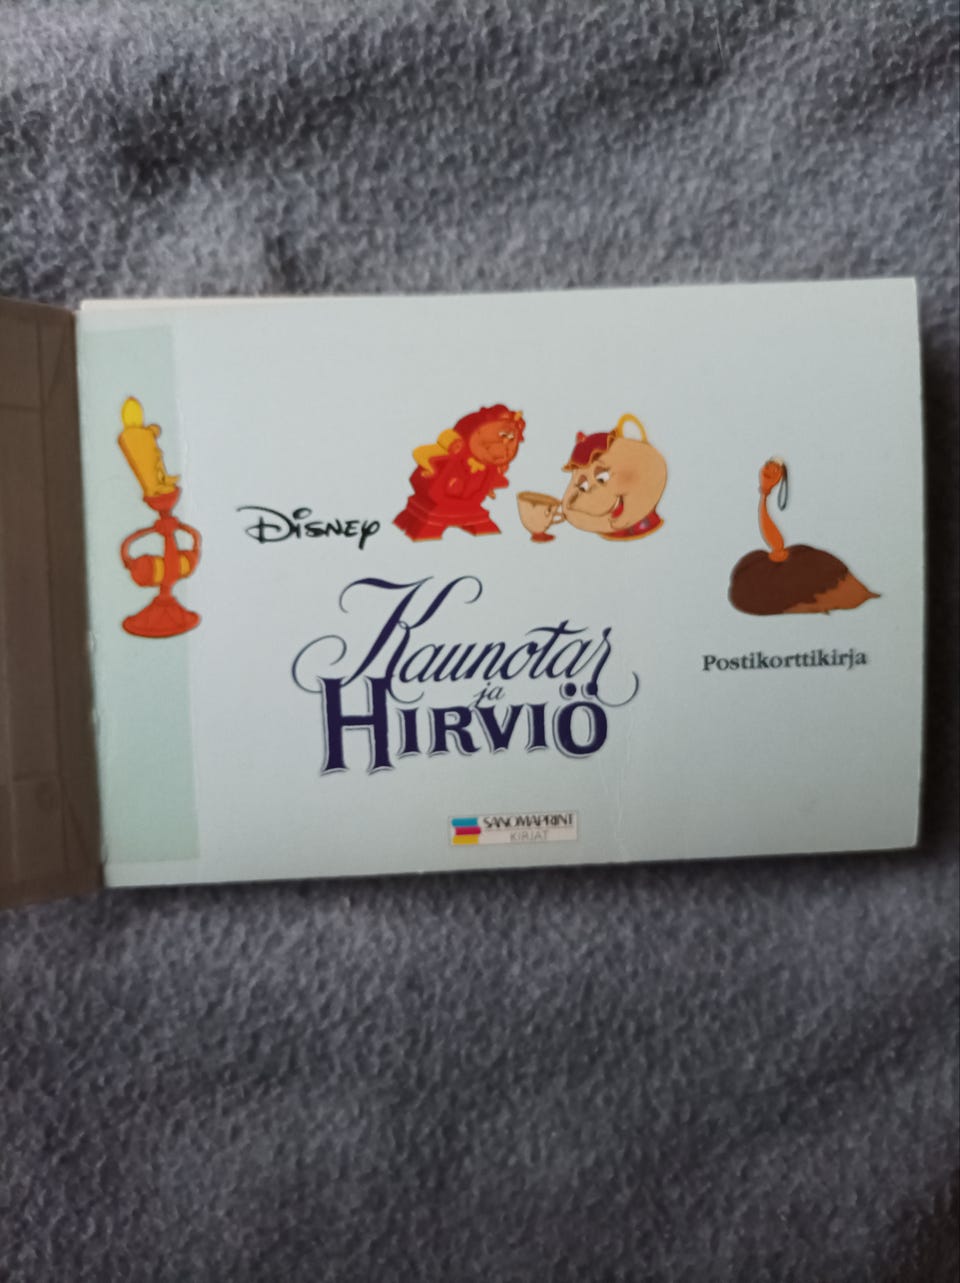 Disney
Kaunotar
ja
HIRVIÖ
Postikorttikirja
SANOMAPRINT
KIRJAT